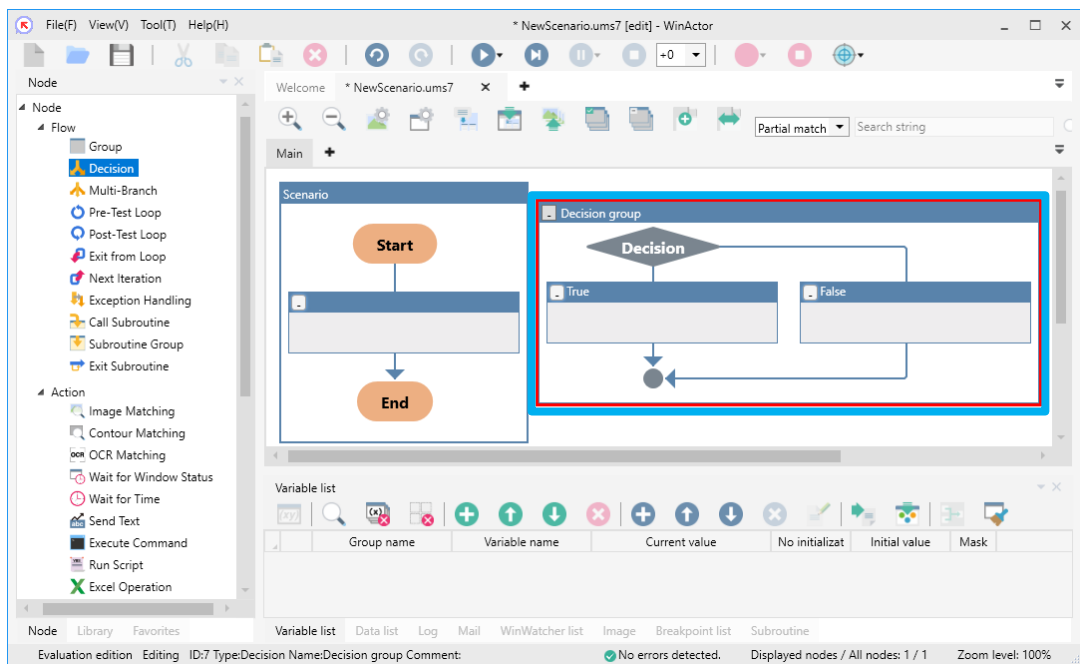 File(F) View(V) Tool(T) Help(H)
* NewScenario.ums7 [edit] - WinActor
+0
Node
Welcome
* NewScenario.ums7
Partial match
Search string
Main
Node
Flow
Group
Decision
Multi-Branch
Pre-Test Loop
Post-Test Loop
Exit from Loop
Next Iteration
Exception Handling
Call Subroutine
Subroutine Group
Exit Subroutine
Action
Image Matching
Contour Matching
OCR OCR Matching
Wait for Window Status
Wait for Time
Send Text
Execute Command
Run Script
Excel Operation
Node Library Favorites
Scenario
Start
End
Decision group
Decision
True
False
Variable list
Group name Variable name Current value No initializat Initial value Mask
Variable list Data list Log Mail WinWatcher list Image Breakpoint list Subroutine
Evaluation edition Editing ID:7 Type:Decision Name:Decision group Comment: No errors detected. Displayed nodes / All nodes: 1 / 1 Zoom level: 100%